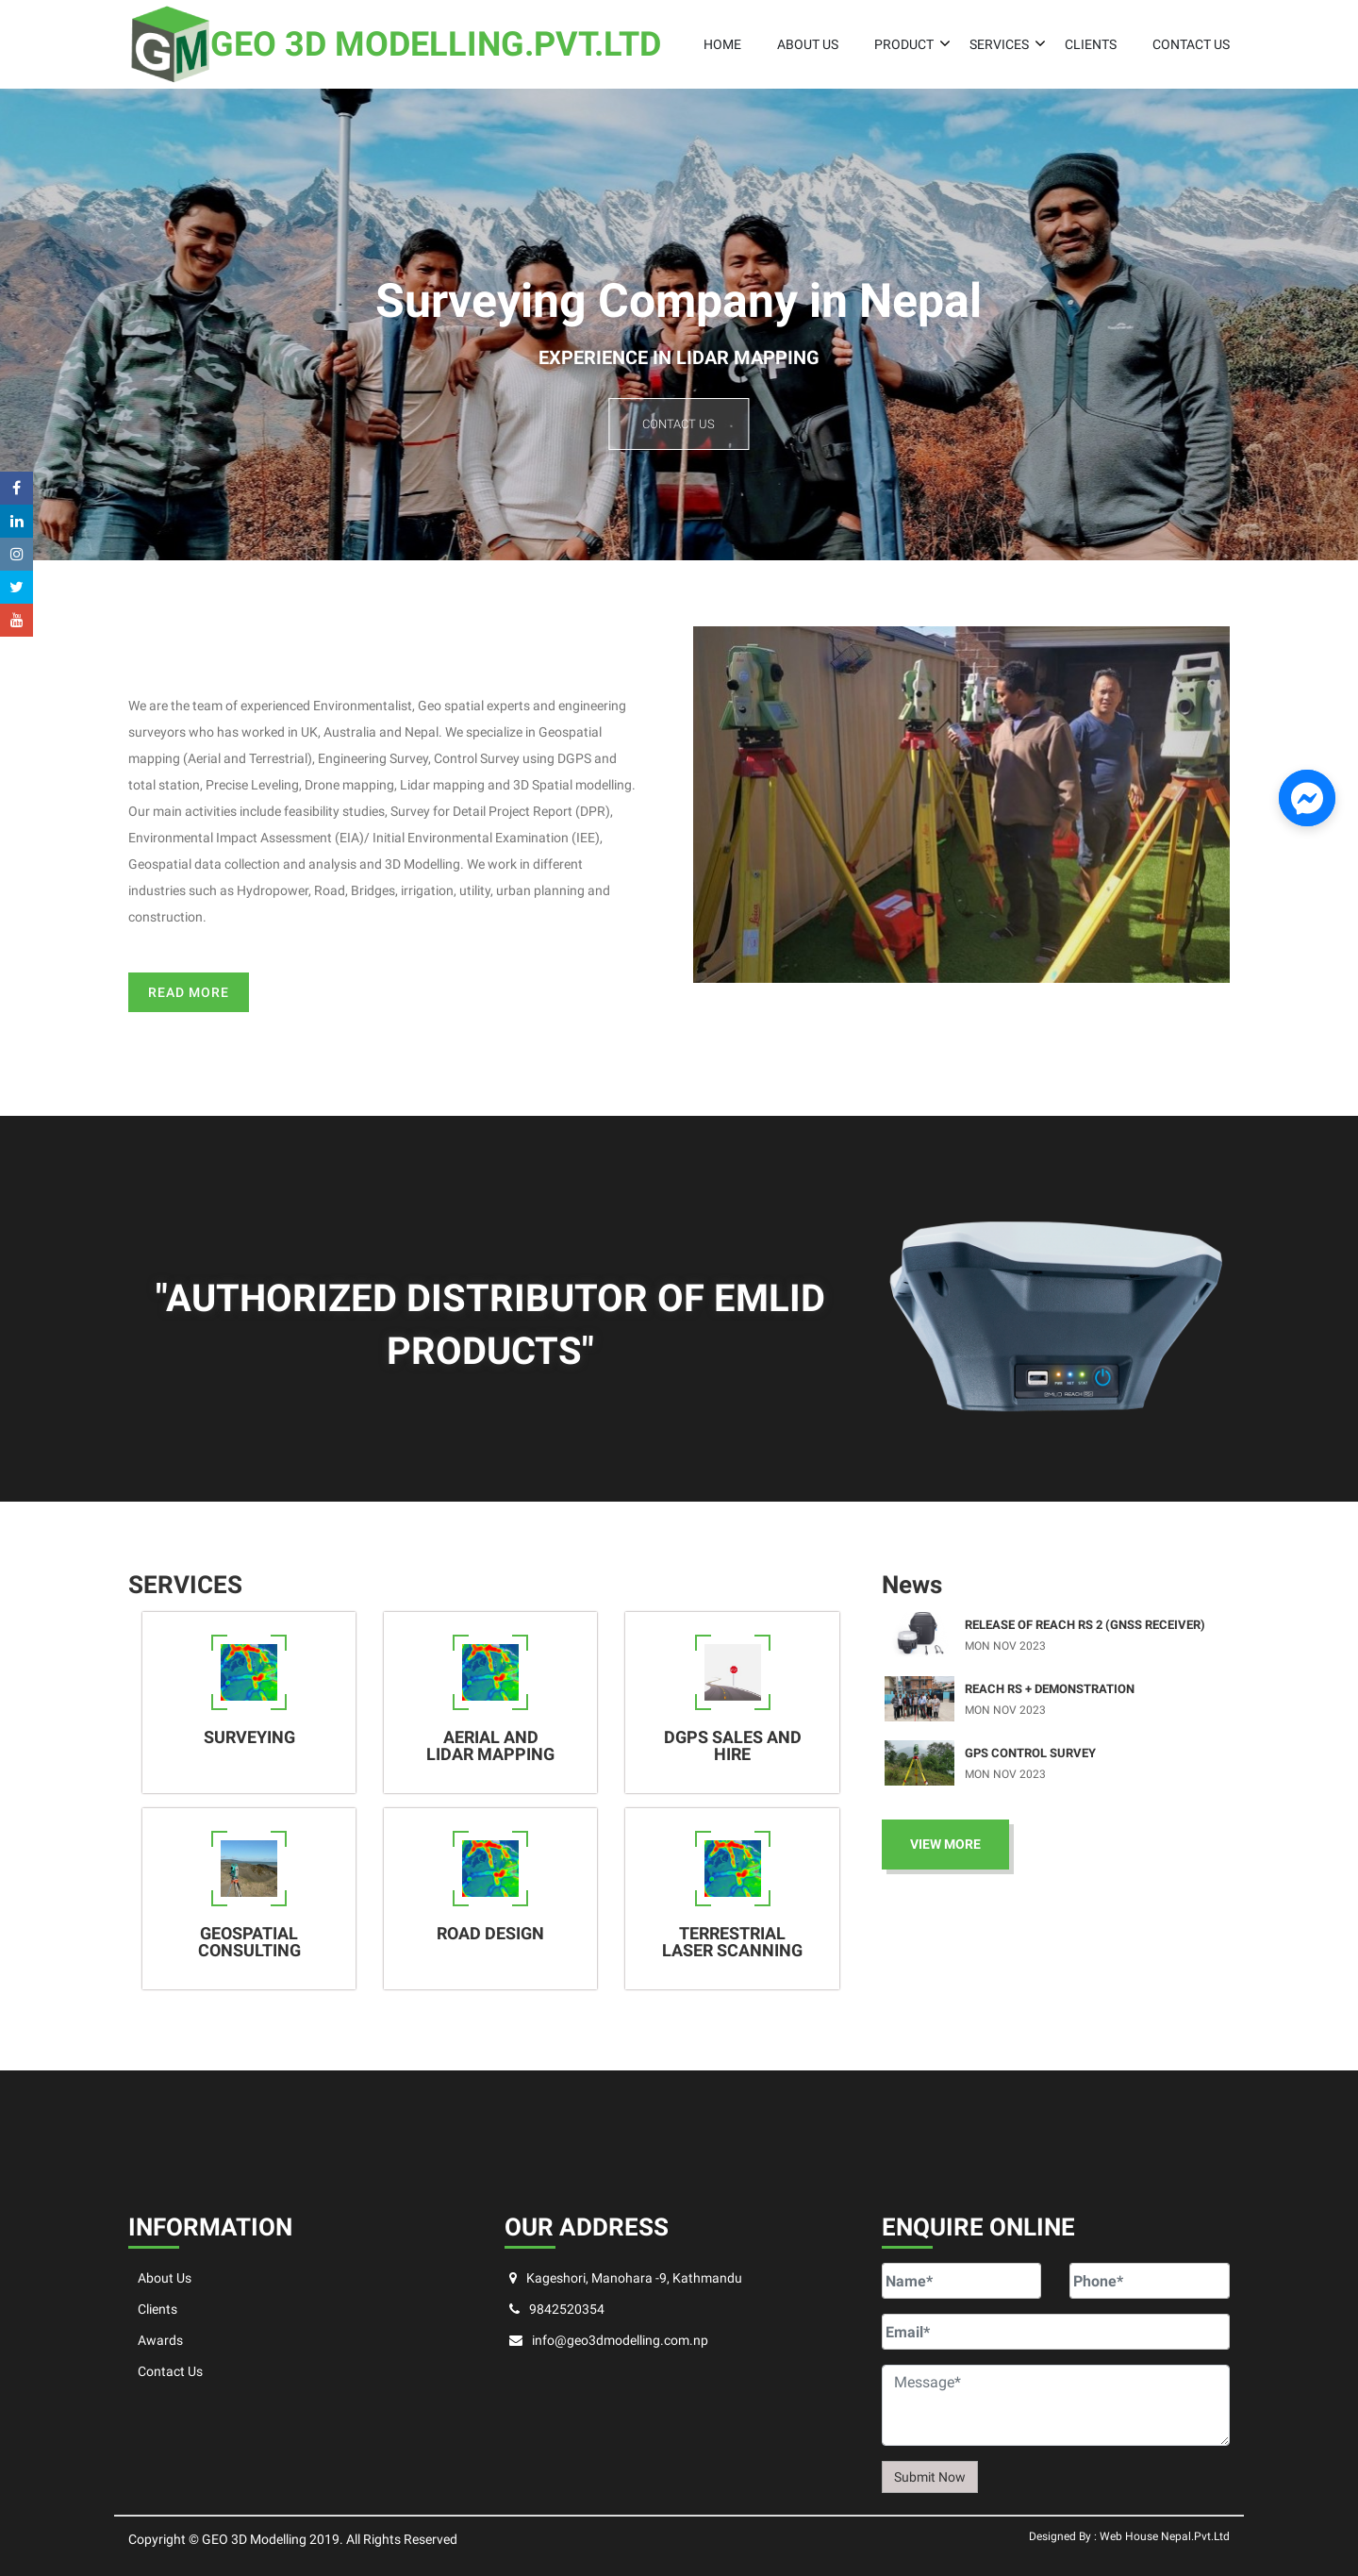 GM GEO 3D MODELLING.PVT.LTD
HOME ABOUT US PRODUCT SERVICES CLIENTS CONTACT US
Surveying Company in Nepal
EXPERIENCE IN LIDAR MAPPING
CONTACT US
We are the team of experienced Environmentalist, Geo spatial experts and engineering
surveyors who has worked in UK, Australia and Nepal. We specialize in Geospatial
mapping (Aerial and Terrestrial), Engineering Survey, Control Survey using DGPS and
total station, Precise Leveling, Drone mapping, Lidar mapping and 3D Spatial modelling.
Our main activities include feasibility studies, Survey for Detail Project Report (DPR),
Environmental Impact Assessment (EIA)/ Initial Environmental Examination (IEE),
Geospatial data collection and analysis and 3D Modelling. We work in different
industries such as Hydropower, Road, Bridges, irrigation, utility, urban planning and
construction.
READ MORE
"AUTHORIZED DISTRIBUTOR OF EMLID
PRODUCTS"
SERVICES
SURVEYING
AERIAL AND
LIDAR MAPPING
DGPS SALES AND
HIRE
GEOSPATIAL
CONSULTING
ROAD DESIGN
TERRESTRIAL
LASER SCANNING
News
RELEASE OF REACH RS 2 (GNSS RECEIVER)
MON NOV 2023
REACH RS + DEMONSTRATION
MON NOV 2023
GPS CONTROL SURVEY
MON NOV 2023
VIEW MORE
INFORMATION
About Us
Clients
Awards
Contact Us
OUR ADDRESS
Kageshori, Manohara -9, Kathmandu
9842520354
info@geo3dmodelling.com.np
ENQUIRE ONLINE
Name* Phone*
Email*
Message*
Submit Now
Copyright © GEO 3D Modelling 2019. All Rights Reserved
Designed By : Web House Nepal.Pvt.Ltd